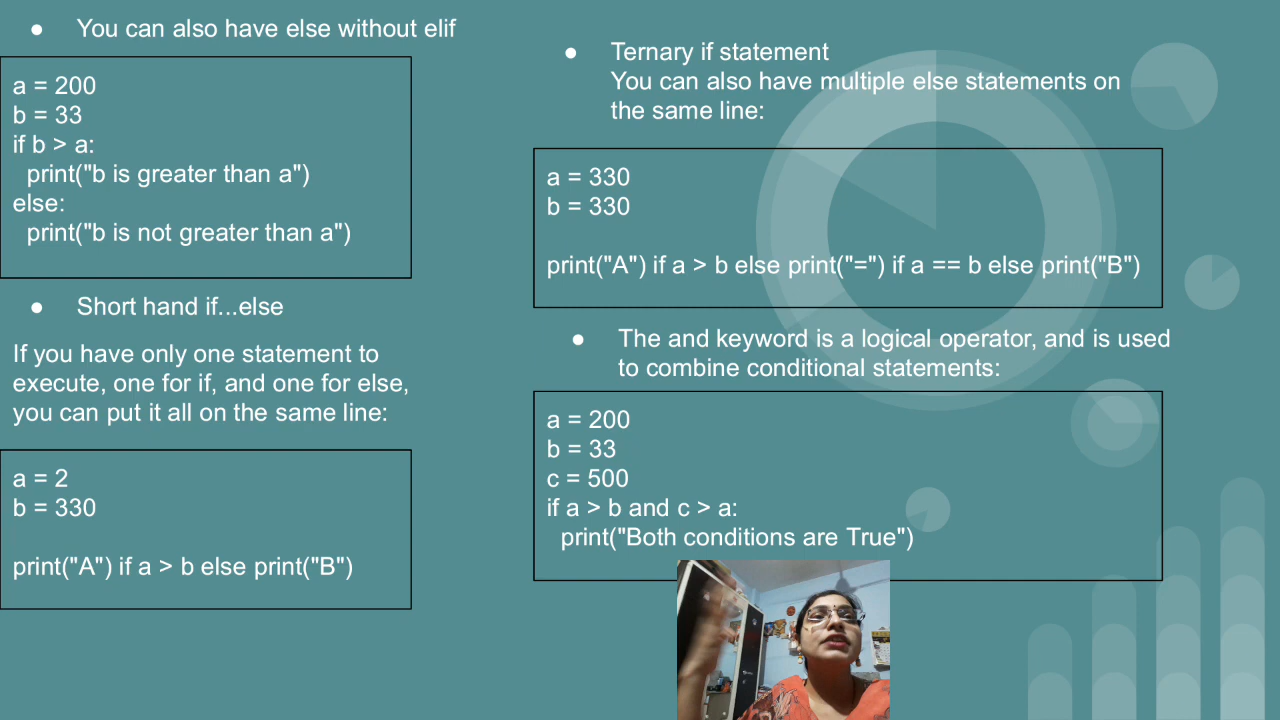 ● You can also have else without elif
a = 200
b = 33
if b > a:
  print("b is greater than a")
else:
  print("b is not greater than a")
● Short hand if...else
If you have only one statement to
execute, one for if, and one for else,
you can put it all on the same line:
a = 2
b = 330
print("A") if a > b else print("B")
● Ternary if statement
You can also have multiple else statements on
the same line:
a = 330
b = 330
print("A") if a > b else print("=") if a == b else print("B")
● The and keyword is a logical operator, and is used
to combine conditional statements:
a = 200
b = 33
c = 500
if a > b and c > a:
  print("Both conditions are True")